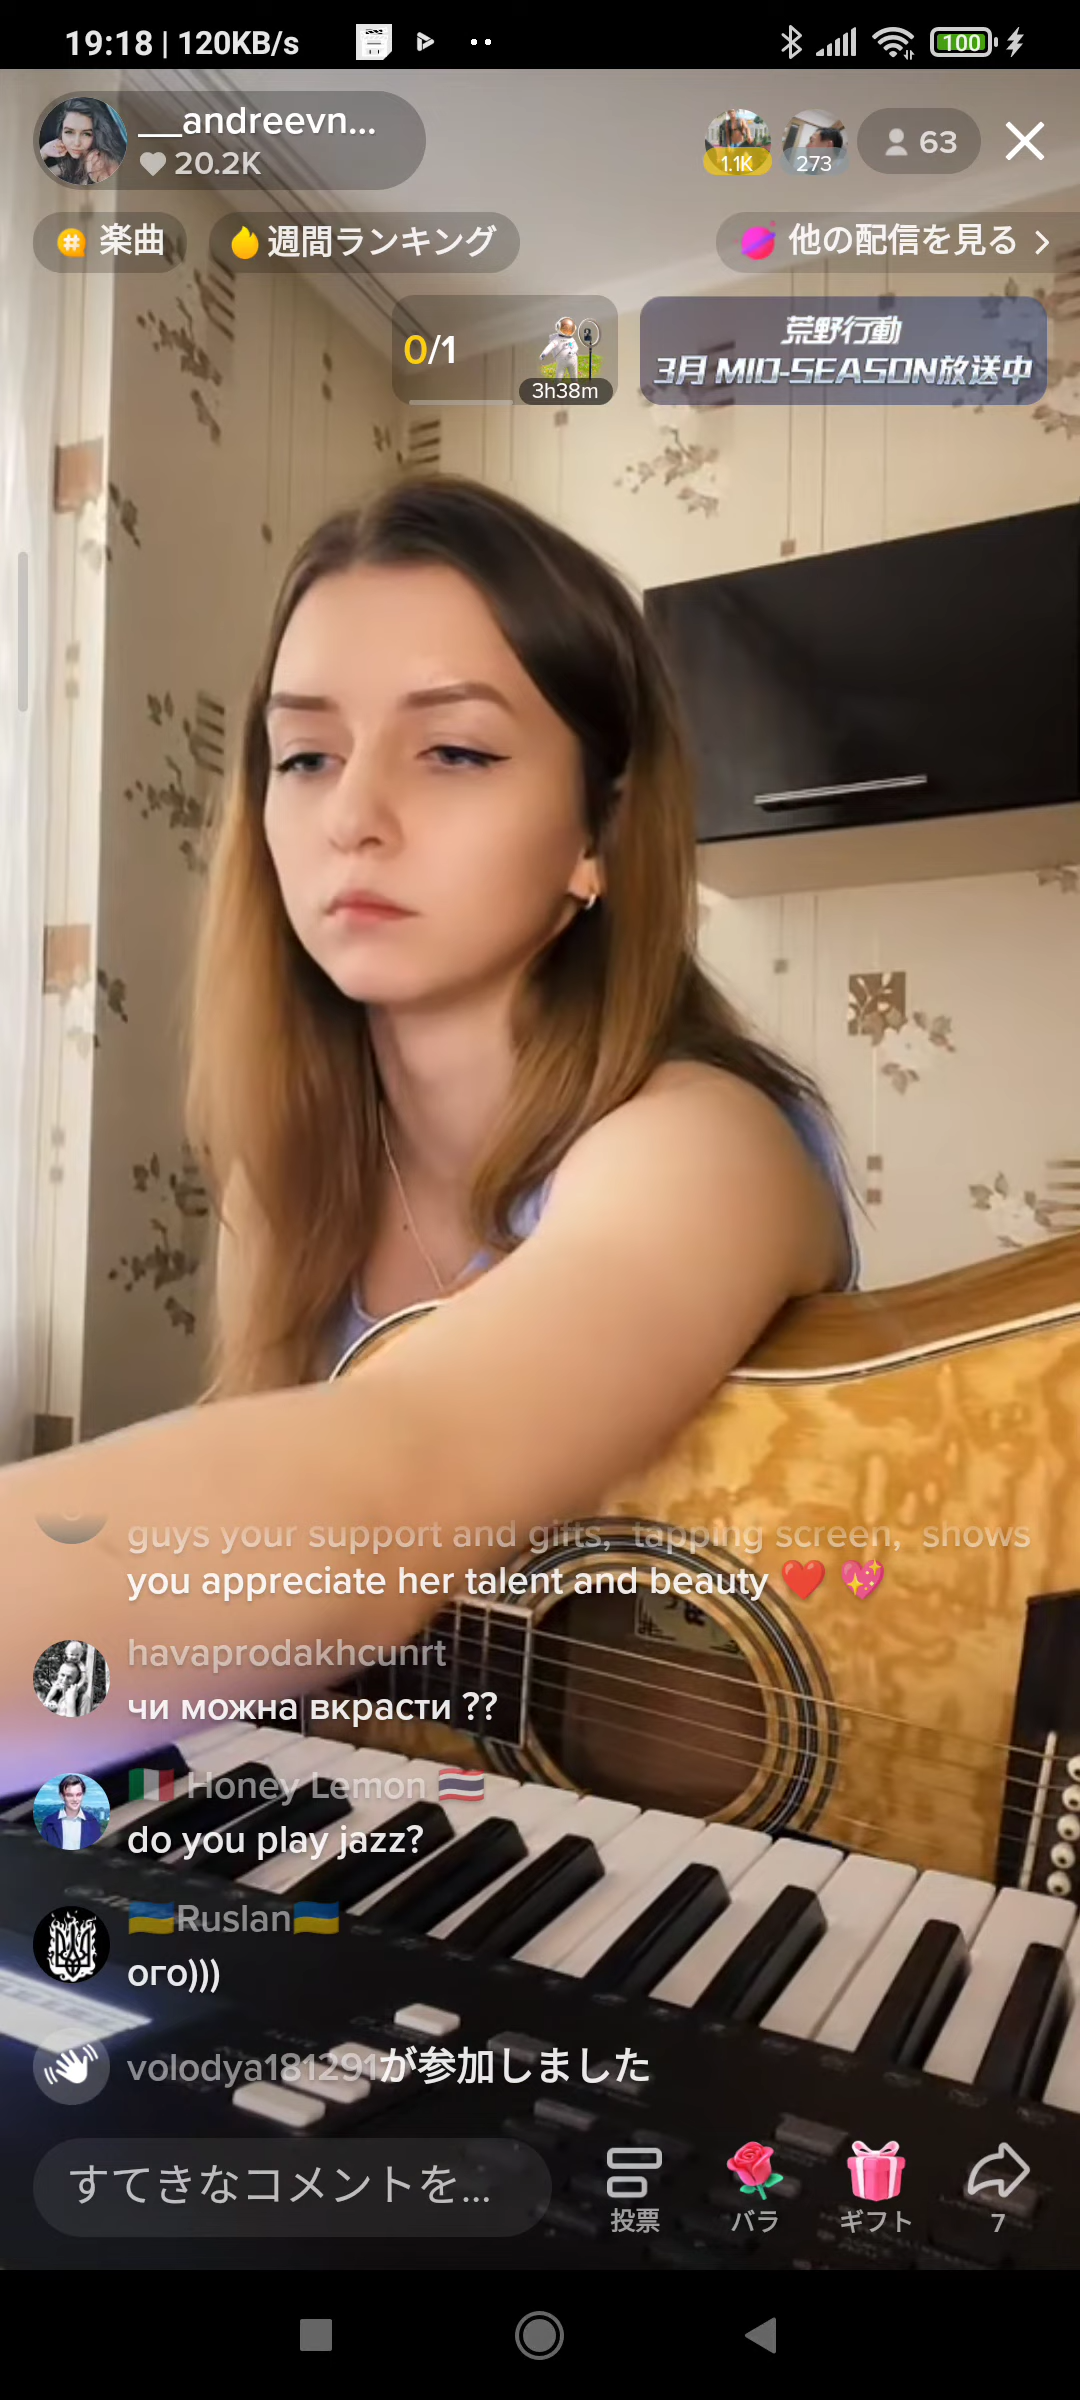 19:18 | 120KB/s
100
__andreevn...
20.2K
1.1K
273
63
楽曲
週間ランキング
他の配信を見る
0/1
3h38m
荒野行動
3月 MID-SEASON放送中
guys your support and gifts, tapping screen, shows
you appreciate her talent and beauty ❤️ 💖
havaprodakhcunrt
чи можна вкрасти ??
🇮🇹 Honey Lemon 🇹🇭
do you play jazz?
🇺🇦Ruslan🇺🇦
ого)))
volodya181291が参加しました
すてきなコメントを...
投票
バラ
ギフト
7